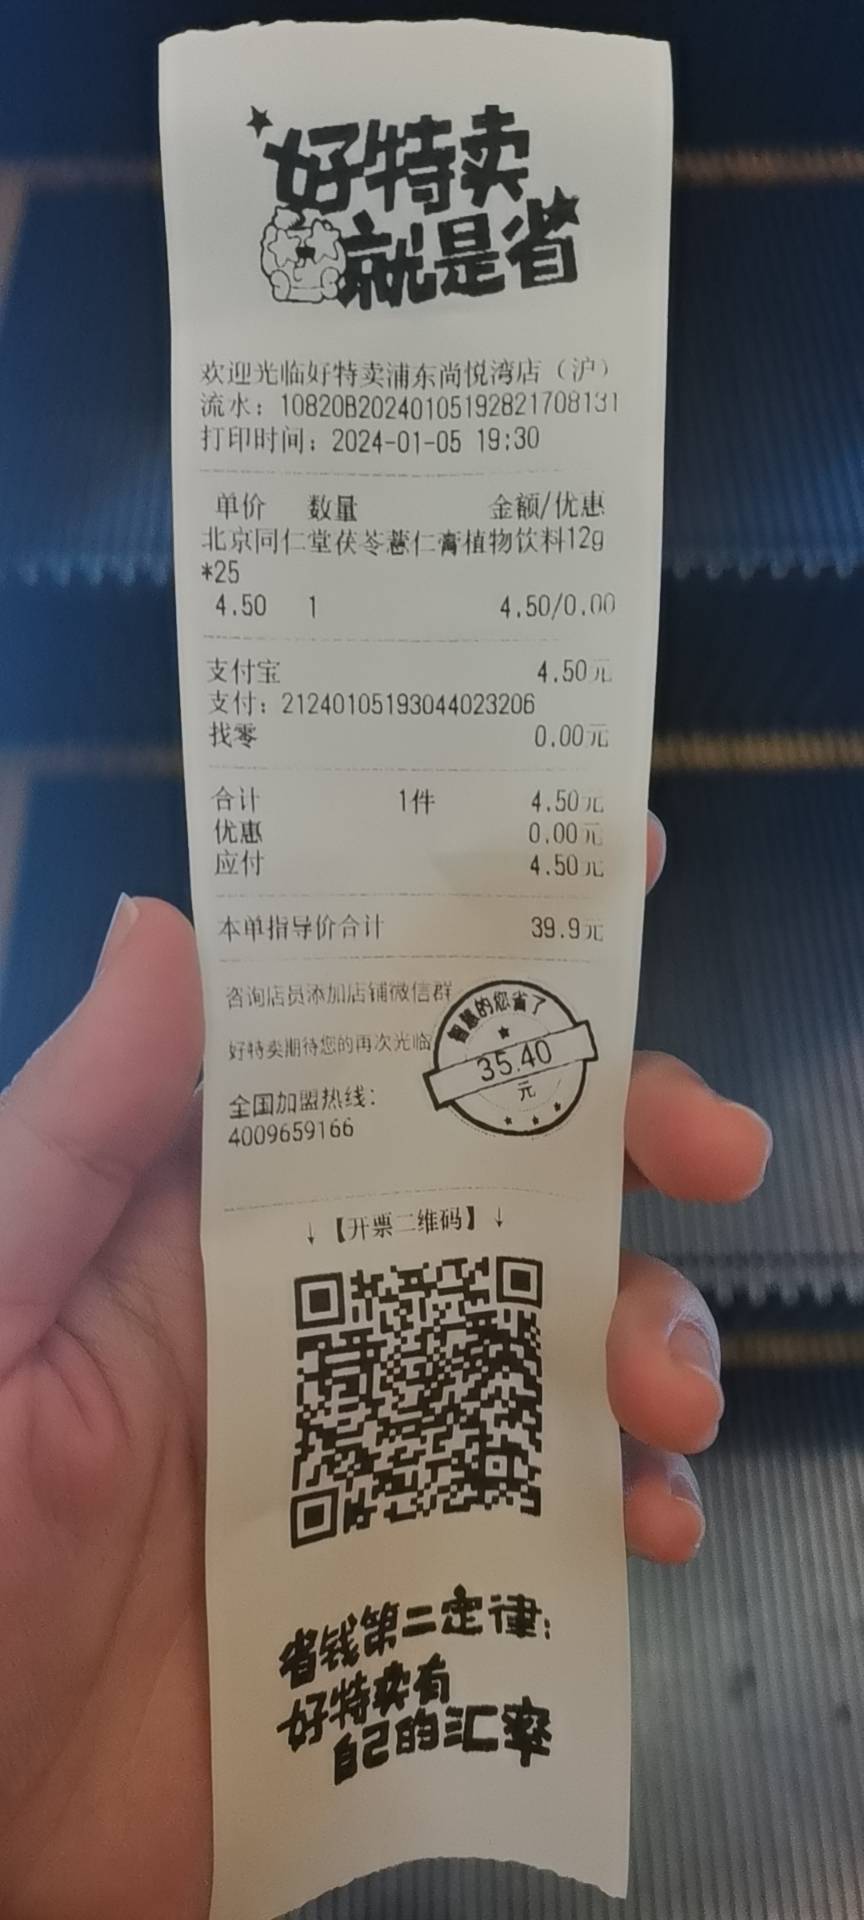 好特卖
就是省
欢迎光临好特卖浦东尚悦湾店（沪）
流水：10820B20240105192821708131
打印时间：2024-01-05 19:30
单价 数量 金额/优惠
北京同仁堂茯苓薏仁膏植物饮料12g
*25
4.50 1 4.50/0.00
支付宝 4.50元
支付：21240105193044023206
找零 0.00元
合计 1件 4.50元
优惠 0.00元
应付 4.50元
本单指导价合计 39.9元
咨询店员添加店铺微信群
好特卖期待您的再次光临
智慧的您省了
35.40
元
全国加盟热线：
4009659166
↓【开票二维码】↓
省钱第二定律：
好特卖有
自己的汇率